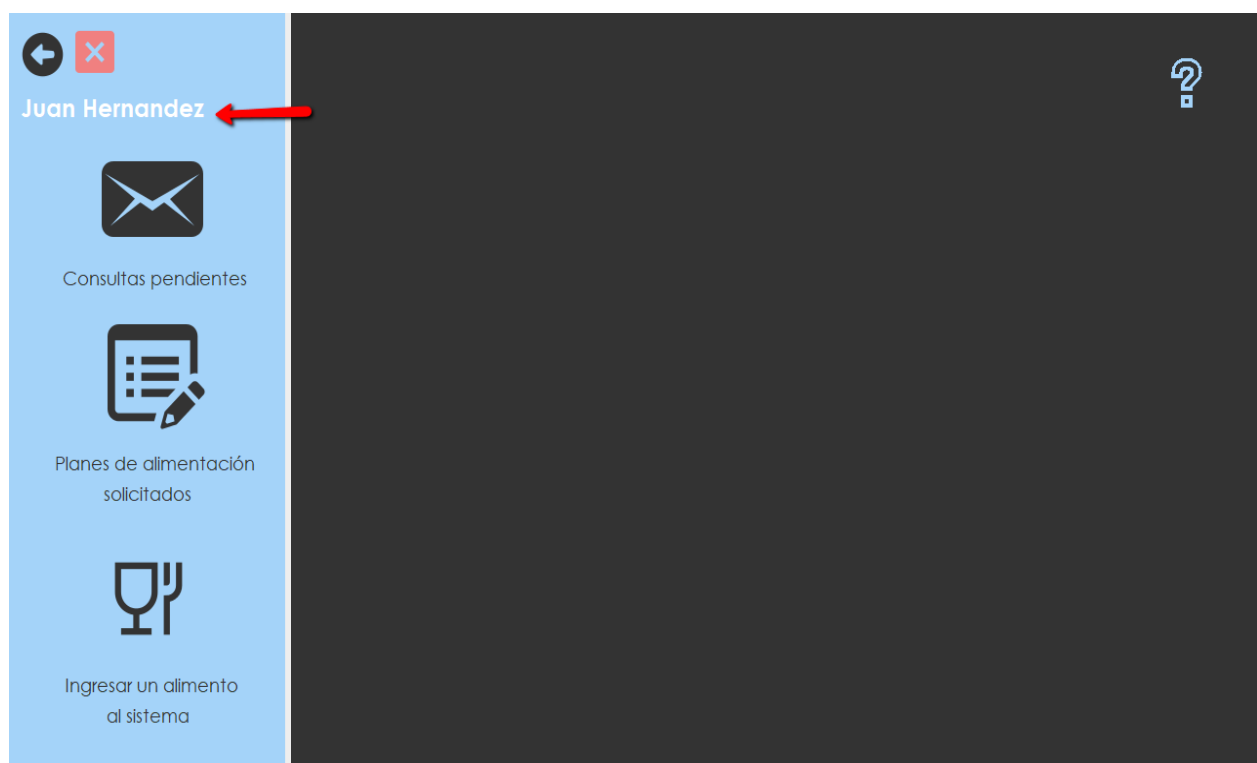 Juan Hernandez
Consultas pendientes
Planes de alimentación
solicitados
Ingresar un alimento
al sistema